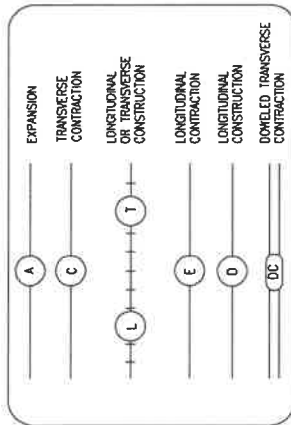 A
EXPANSION
C
TRANSVERSE
CONTRACTION
L T
LONGITUDINAL
OR TRANSVERSE
CONSTRUCTION
E
LONGITUDINAL
CONTRACTION
D
LONGITUDINAL
CONSTRUCTION
DC
DOWELED TRANSVERSE
CONTRACTION